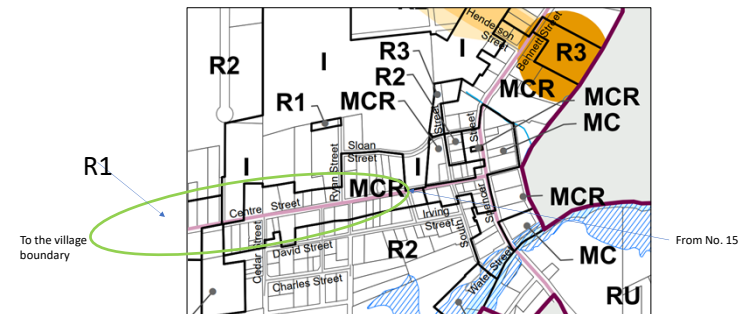 Henderson
Street
Bennett Street
R3
I
R3
I
R2
R2
MCR
R1
MCR
MCR
MC
Street
Street
Sloan
Street
Ryan Street
I
I
R1
MCR
Centre Street
MCR
Spencer
Irving
Street
South
To the village
boundary
From No. 15
Cedar Street
David Street
R2
MC
Water Street
Charles Street
RU